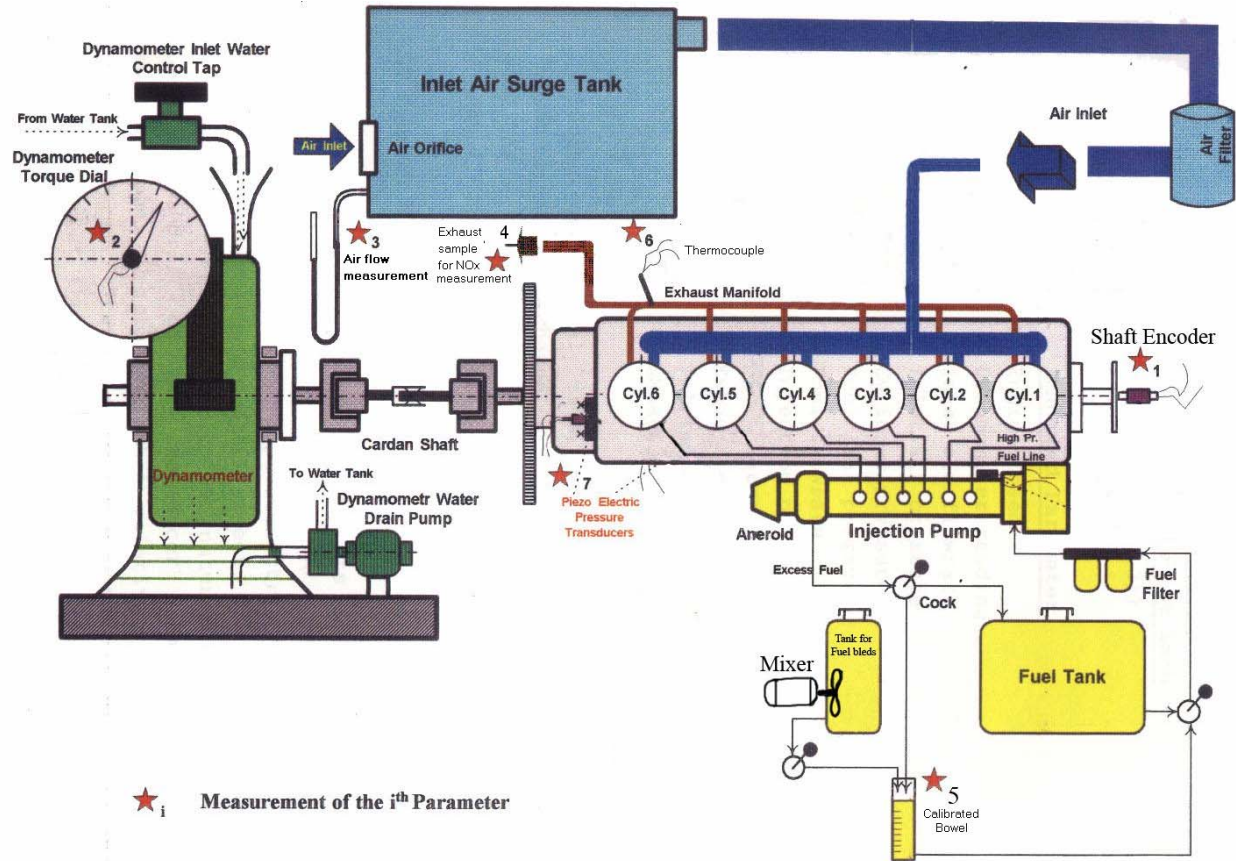 Dynamometer Inlet Water
Control Tap
From Water Tank
Dynamometer
Torque Dial
2
Inlet Air Surge Tank
Air Inlet
Air Orifice
3
Air flow
measurement
Exhaust
sample
for NOx
measurement
4
6
Thermocouple
Exhaust Manifold
Air Inlet
Air
Filter
Shaft Encoder
1
Cyl.6
Cyl.5
Cyl.4
Cyl.3
Cyl.2
Cyl.1
High Pr.
Fuel Line
Cardan Shaft
Dynamometer
To Water Tank
Dynamometr Water
Drain Pump
7
Piezo Electric
Pressure
Transducers
Aneroid
Injection Pump
Excess Fuel
Cock
Fuel
Filter
Tank for
Fuel bleds
Mixer
Fuel Tank
5
Calibrated
Bowel
i Measurement of the ith Parameter